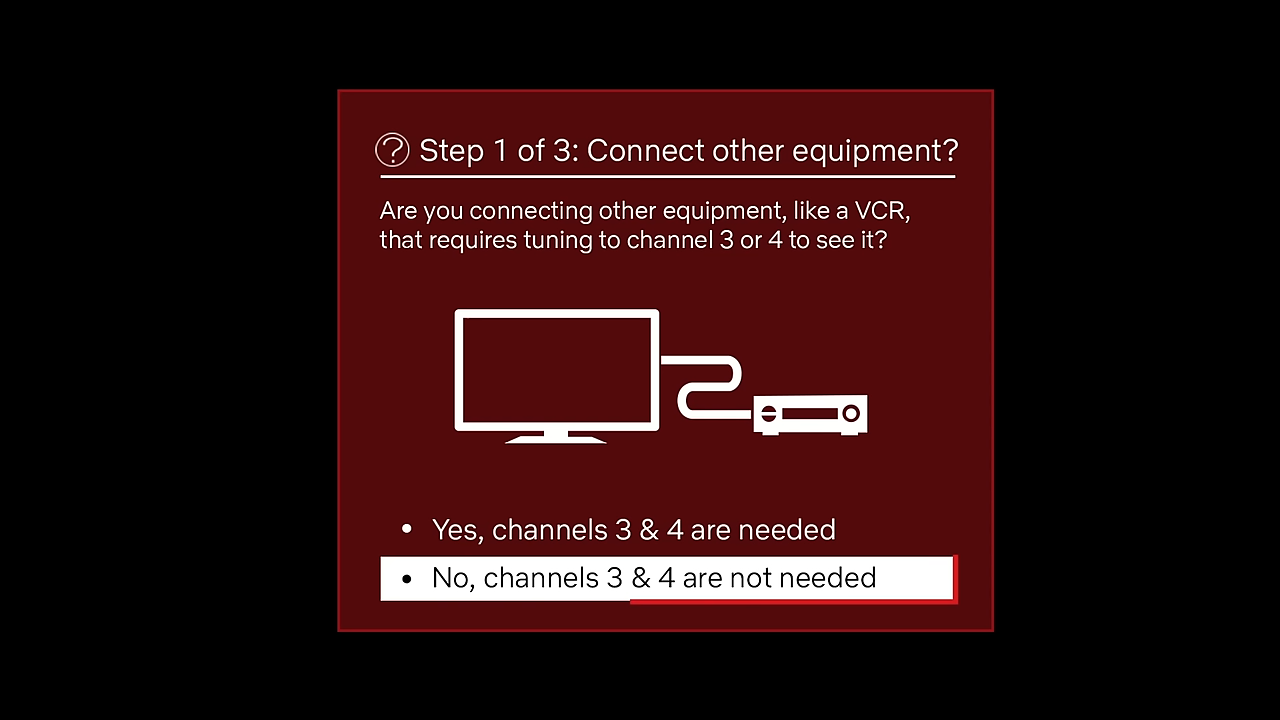 Step 1 of 3: Connect other equipment?
Are you connecting other equipment, like a VCR,
that requires tuning to channel 3 or 4 to see it?
• Yes, channels 3 & 4 are needed
• No, channels 3 & 4 are not needed